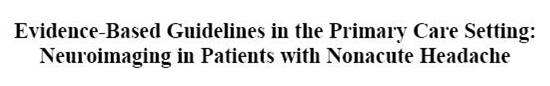 Evidence-Based Guidelines in the Primary Care Setting:
Neuroimaging in Patients with Nonacute Headache